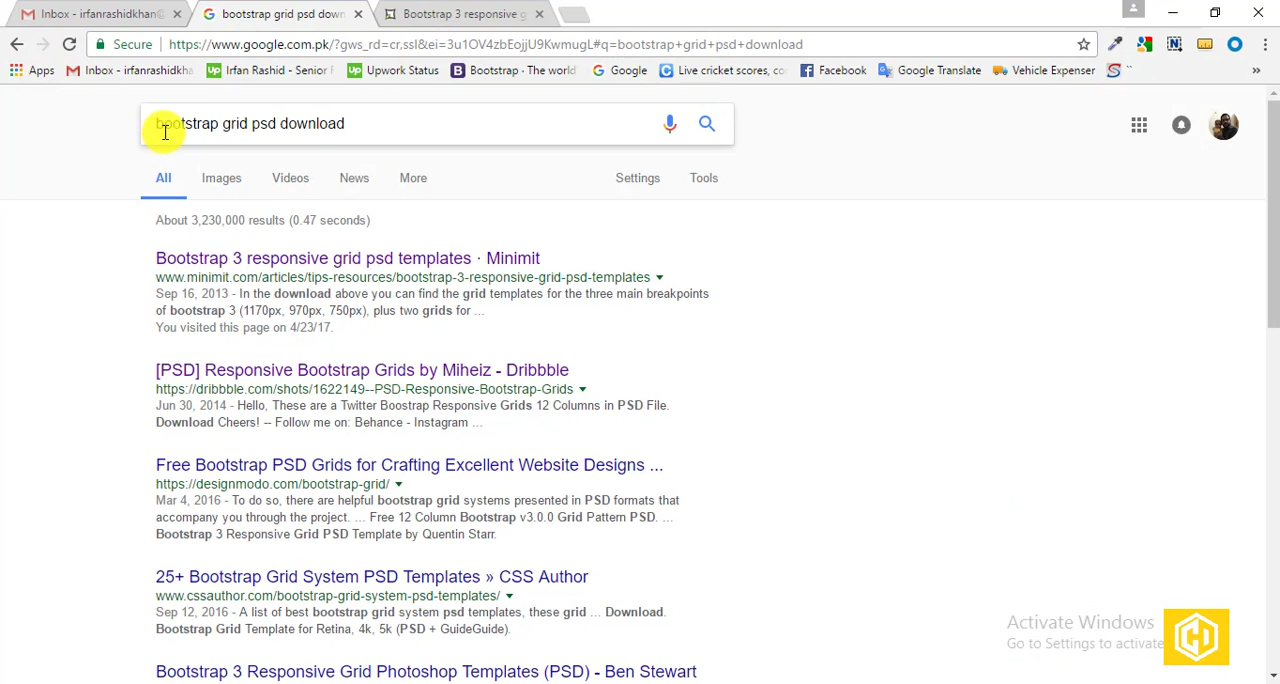 Inbox - irfanrashidkhan@
bootstrap grid psd down
Bootstrap 3 responsive g
Secure
https://www.google.com.pk/?gws_rd=cr,ssl&ei=3u1OV4zbEojjU9KwmugL#q=bootstrap+grid+psd+download
Apps
Inbox - irfanrashidkha
Irfan Rashid - Senior
Upwork Status
Bootstrap - The world
Google
Live cricket scores, co
Facebook
Google Translate
Vehicle Expenser
»
bootstrap grid psd download
All
Images
Videos
News
More
Settings
Tools
About 3,230,000 results (0.47 seconds)
Bootstrap 3 responsive grid psd templates · Minimit
www.minimit.com/articles/tips-resources/bootstrap-3-responsive-grid-psd-templates
Sep 16, 2013 - In the download above you can find the grid templates for the three main breakpoints
of bootstrap 3 (1170px, 970px, 750px), plus two grids for ...
You visited this page on 4/23/17.
[PSD] Responsive Bootstrap Grids by Miheiz - Dribbble
https://dribbble.com/shots/1622149--PSD-Responsive-Bootstrap-Grids
Jun 30, 2014 - Hello, These are a Twitter Boostrap Responsive Grids 12 Columns in PSD File.
Download Cheers! -- Follow me on: Behance - Instagram ...
Free Bootstrap PSD Grids for Crafting Excellent Website Designs ...
https://designmodo.com/bootstrap-grid/
Mar 4, 2016 - To do so, there are helpful bootstrap grid systems presented in PSD formats that
accompany you through the project. ... Free 12 Column Bootstrap v3.0.0 Grid Pattern PSD. ...
Bootstrap 3 Responsive Grid PSD Template by Quentin Starr.
25+ Bootstrap Grid System PSD Templates » CSS Author
www.cssauthor.com/bootstrap-grid-system-psd-templates/
Sep 12, 2016 - A list of best bootstrap grid system psd templates, these grid ... Download.
Bootstrap Grid Template for Retina, 4k, 5k (PSD + GuideGuide).
Activate Windows
Go to Settings to activate
Bootstrap 3 Responsive Grid Photoshop Templates (PSD) - Ben Stewart